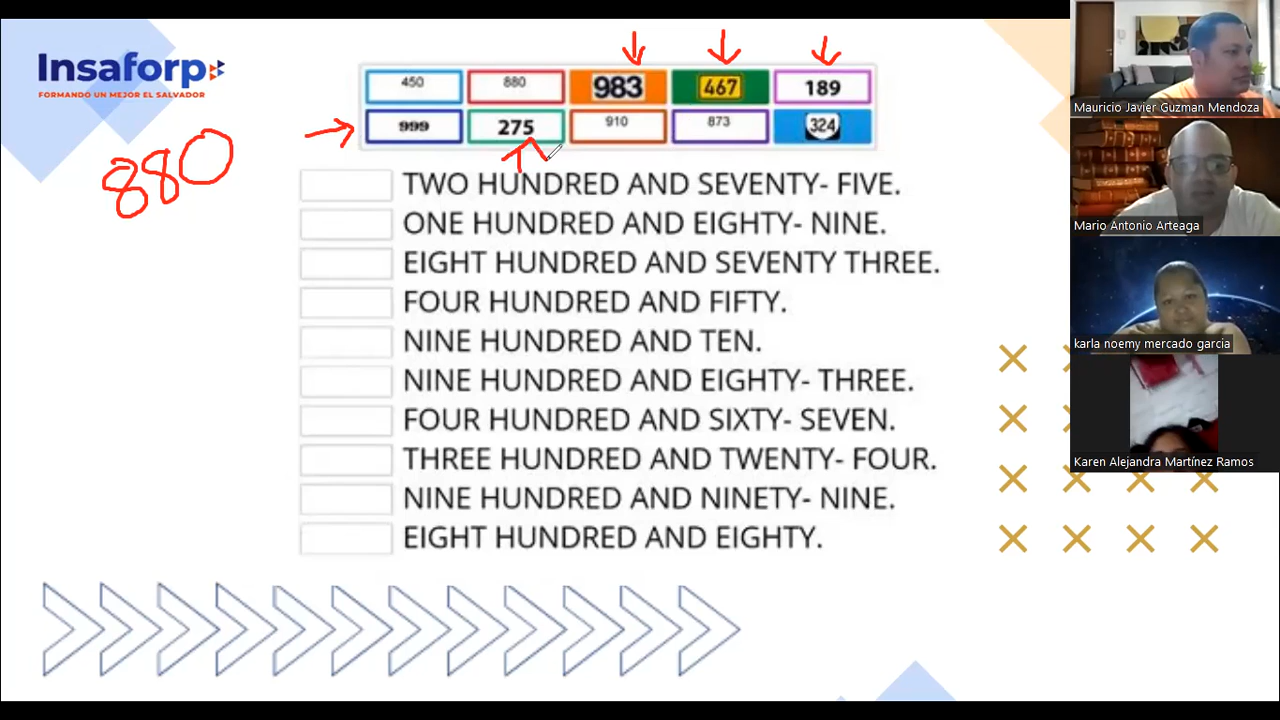 Insaforp
FORMANDO UN MEJOR EL SALVADOR
450 880 983 467 189
999 275 910 873 324
880
TWO HUNDRED AND SEVENTY- FIVE.
ONE HUNDRED AND EIGHTY- NINE.
EIGHT HUNDRED AND SEVENTY THREE.
FOUR HUNDRED AND FIFTY.
NINE HUNDRED AND TEN.
NINE HUNDRED AND EIGHTY- THREE.
FOUR HUNDRED AND SIXTY- SEVEN.
THREE HUNDRED AND TWENTY- FOUR.
NINE HUNDRED AND NINETY- NINE.
EIGHT HUNDRED AND EIGHTY.
Mauricio Javier Guzman Mendoza
Mario Antonio Arteaga
karla noemy mercado garcia
Karen Alejandra Martínez Ramos